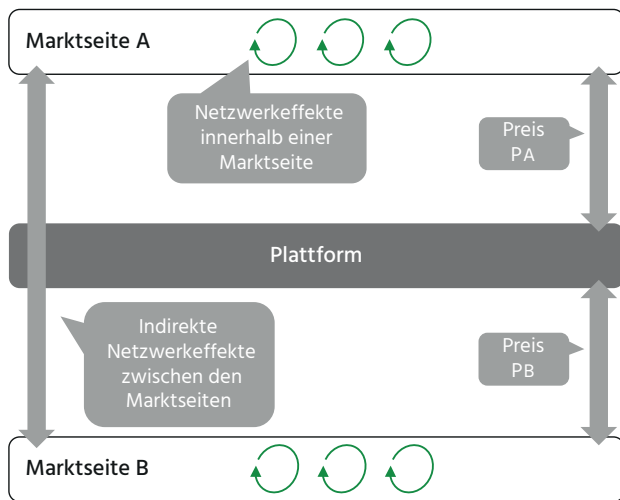 Marktseite A
Netzwerkeffekte
innerhalb einer
Marktseite
Preis
PA
Plattform
Indirekte
Netzwerkeffekte
zwischen den
Marktseiten
Preis
PB
Marktseite B